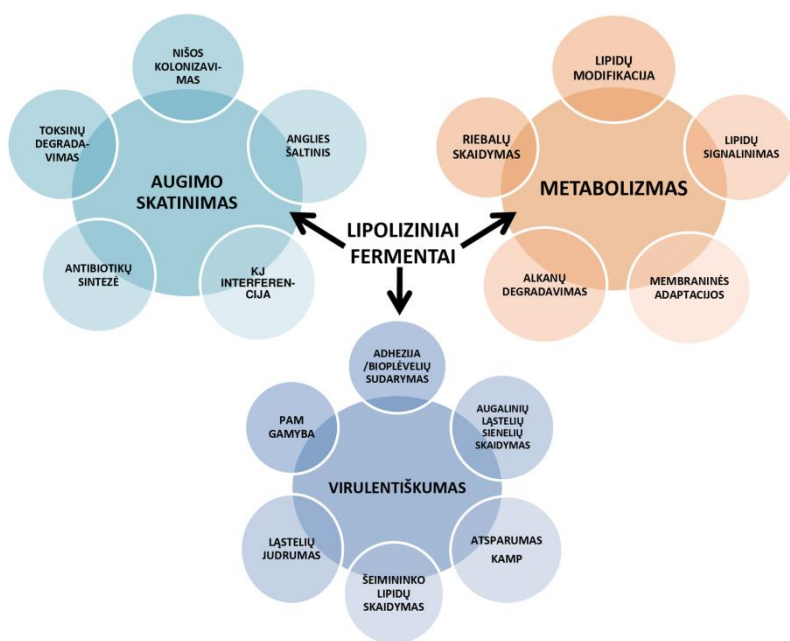 NIŠOS
KOLONIZAVI-
MAS
TOKSINŲ
DEGRADA-
VIMAS
ANGLIES
ŠALTINIS
AUGIMO
SKATINIMAS
ANTIBIOTIKŲ
SINTEZĖ
KJ
INTERFEREN-
CIJA
LIPIDŲ
MODIFIKACIJA
RIEBALŲ
SKAIDYMAS
LIPIDŲ
SIGNALINIMAS
METABOLIZMAS
ALKANŲ
DEGRADAVIMAS
MEMBRANINĖS
ADAPTACIJOS
LIPOLIZINIAI
FERMENTAI
ADHEZIJA
/BIOPLĖVELIŲ
SUDARYMAS
PAM
GAMYBA
AUGALINIŲ
LĄSTELIŲ
SIENELIŲ
SKAIDYMAS
VIRULENTIŠKUMAS
LĄSTELIŲ
JUDRUMAS
ŠEIMININKO
LIPIDŲ
SKAIDYMAS
ATSPARUMAS
KAMP